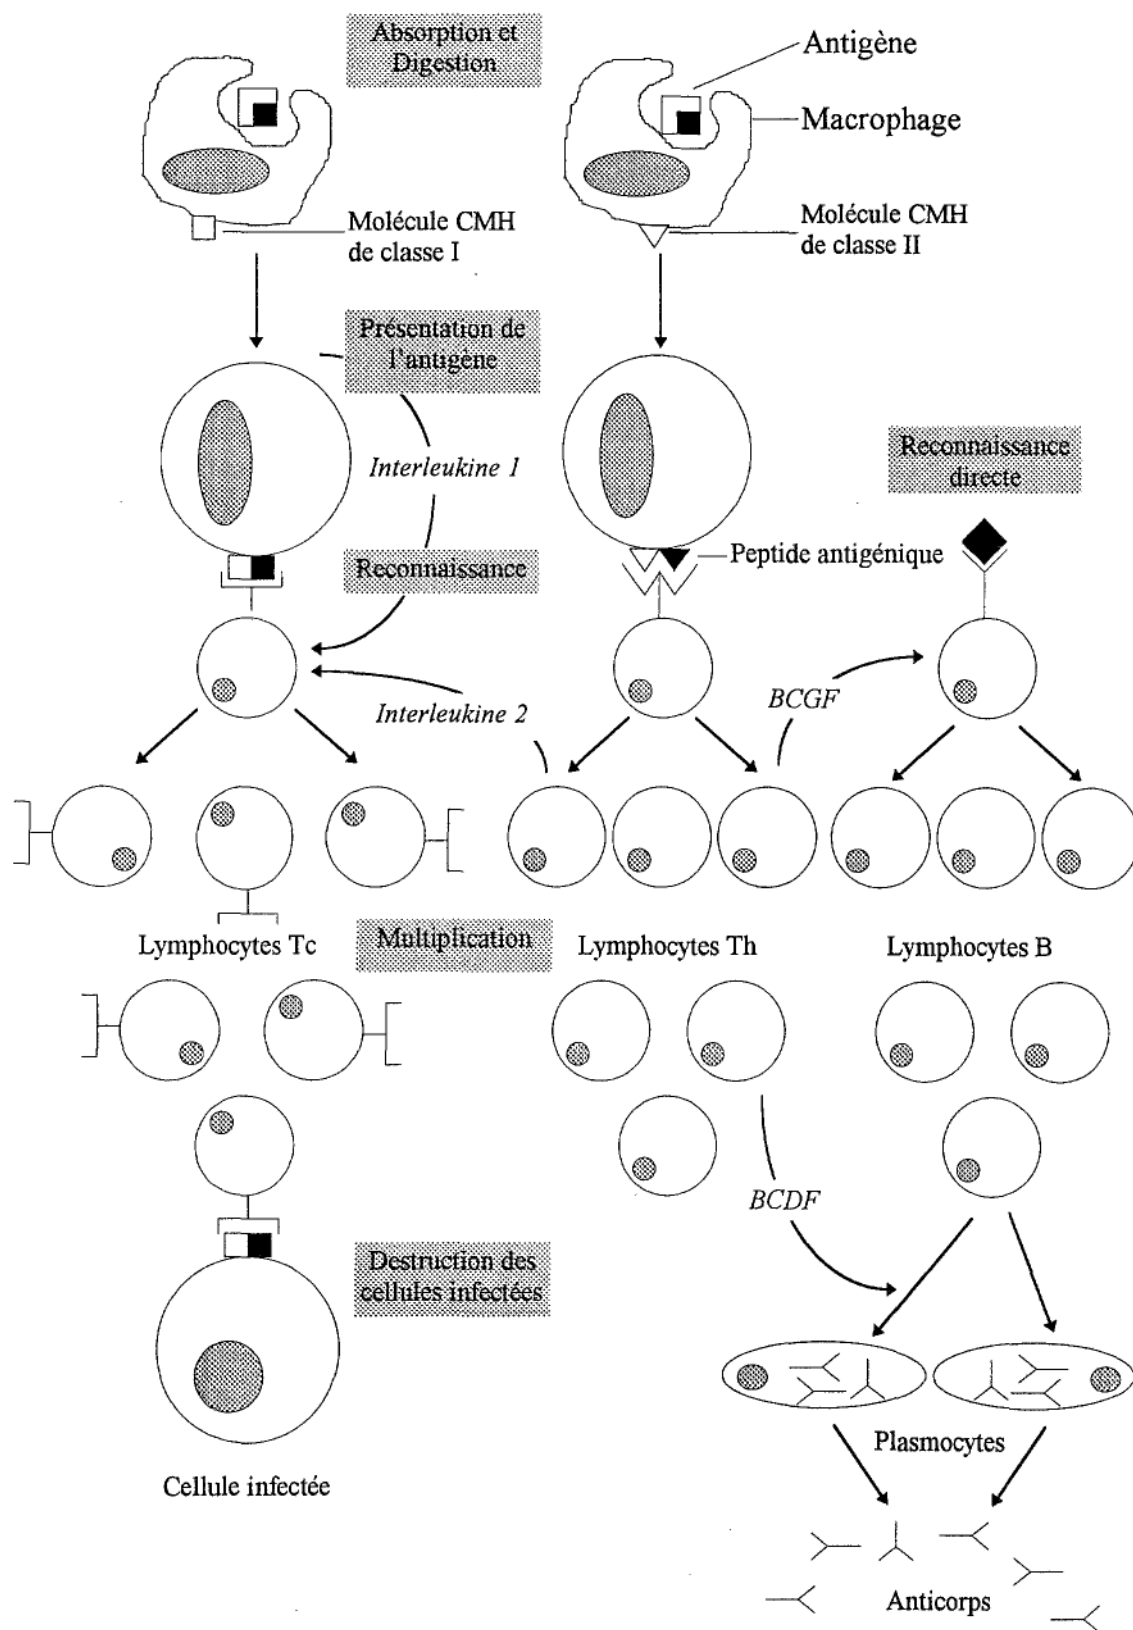 Absorption et
Digestion
Antigène
Macrophage
Molécule CMH
de classe I
Molécule CMH
de classe II
Présentation de
l'antigène
Interleukine 1
Reconnaissance
directe
Peptide antigénique
Reconnaissance
Interleukine 2
BCGF
Lymphocytes Tc
Multiplication
Lymphocytes Th
Lymphocytes B
BCDF
Destruction des
cellules infectées
Plasmocytes
Cellule infectée
Anticorps